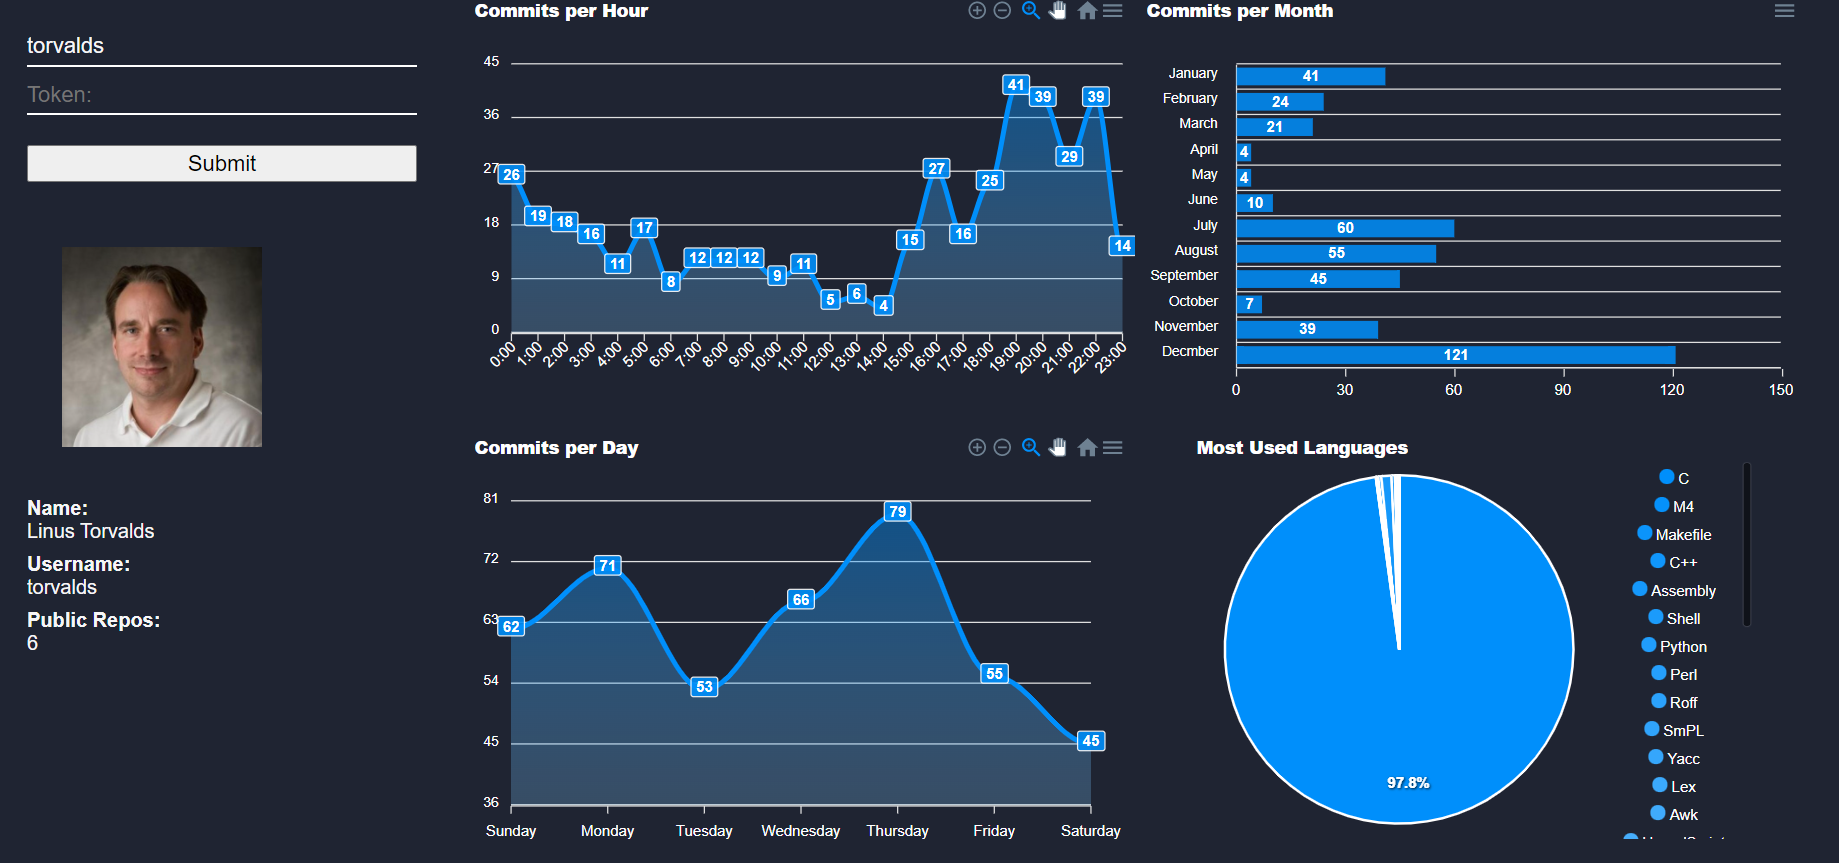 torvalds
Token:
Submit
Name:
Linus Torvalds
Username:
torvalds
Public Repos:
6
Commits per Hour
45
36
27
18
9
0
26
19
18
16
11
17
8
12
12
12
9
11
5
6
4
15
27
16
25
41
39
29
39
14
0:00
1:00
2:00
3:00
4:00
5:00
6:00
7:00
8:00
9:00
10:00
11:00
12:00
13:00
14:00
15:00
16:00
17:00
18:00
19:00
20:00
21:00
22:00
23:00
Commits per Month
January 41
February 24
March 21
April 4
May 4
June 10
July 60
August 55
September 45
October 7
November 39
Decmber 121
0 30 60 90 120 150
Commits per Day
81
72
63
54
45
36
62
71
53
66
79
55
45
Sunday Monday Tuesday Wednesday Thursday Friday Saturday
Most Used Languages
97.8%
C
M4
Makefile
C++
Assembly
Shell
Python
Perl
Roff
SmPL
Yacc
Lex
Awk